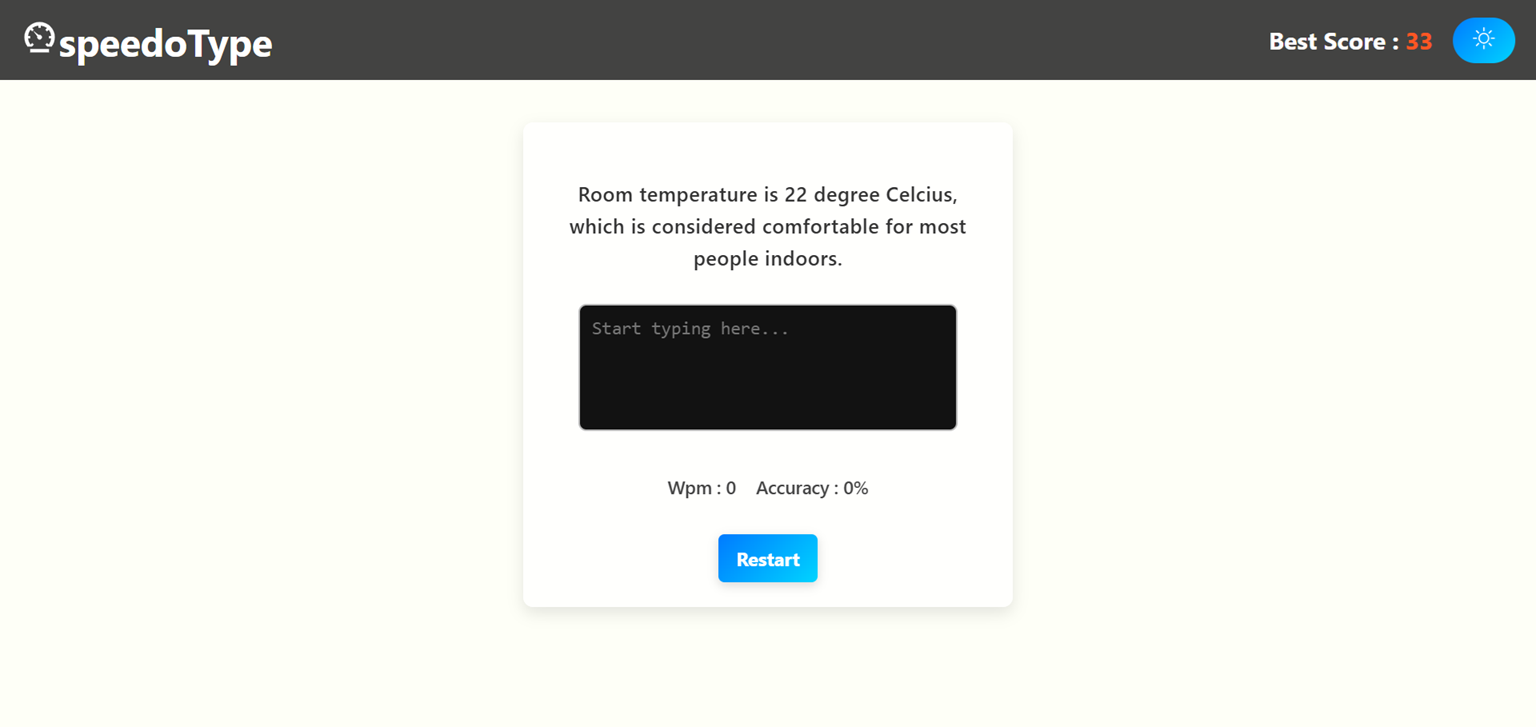 speedoType
Best Score : 33
Room temperature is 22 degree Celcius,
which is considered comfortable for most
people indoors.
Start typing here...
Wpm : 0 Accuracy : 0%
Restart